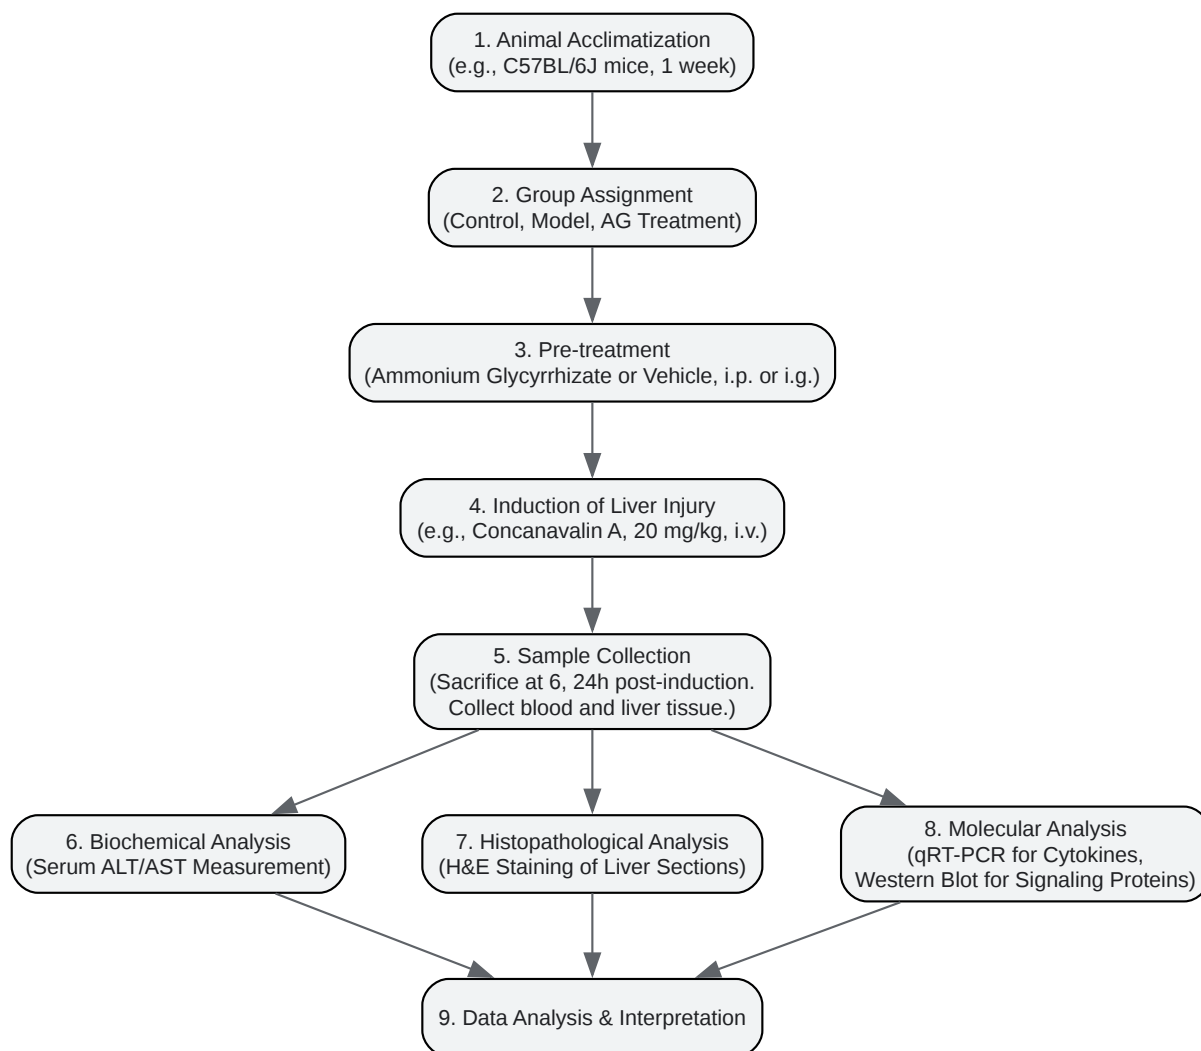 1. Animal Acclimatization
(e.g., C57BL/6J mice, 1 week)
2. Group Assignment
(Control, Model, AG Treatment)
3. Pre-treatment
(Ammonium Glycyrrhizate or Vehicle, i.p. or i.g.)
4. Induction of Liver Injury
(e.g., Concanavalin A, 20 mg/kg, i.v.)
5. Sample Collection
(Sacrifice at 6, 24h post-induction.
Collect blood and liver tissue.)
6. Biochemical Analysis
(Serum ALT/AST Measurement)
7. Histopathological Analysis
(H&E Staining of Liver Sections)
8. Molecular Analysis
(qRT-PCR for Cytokines,
Western Blot for Signaling Proteins)
9. Data Analysis & Interpretation